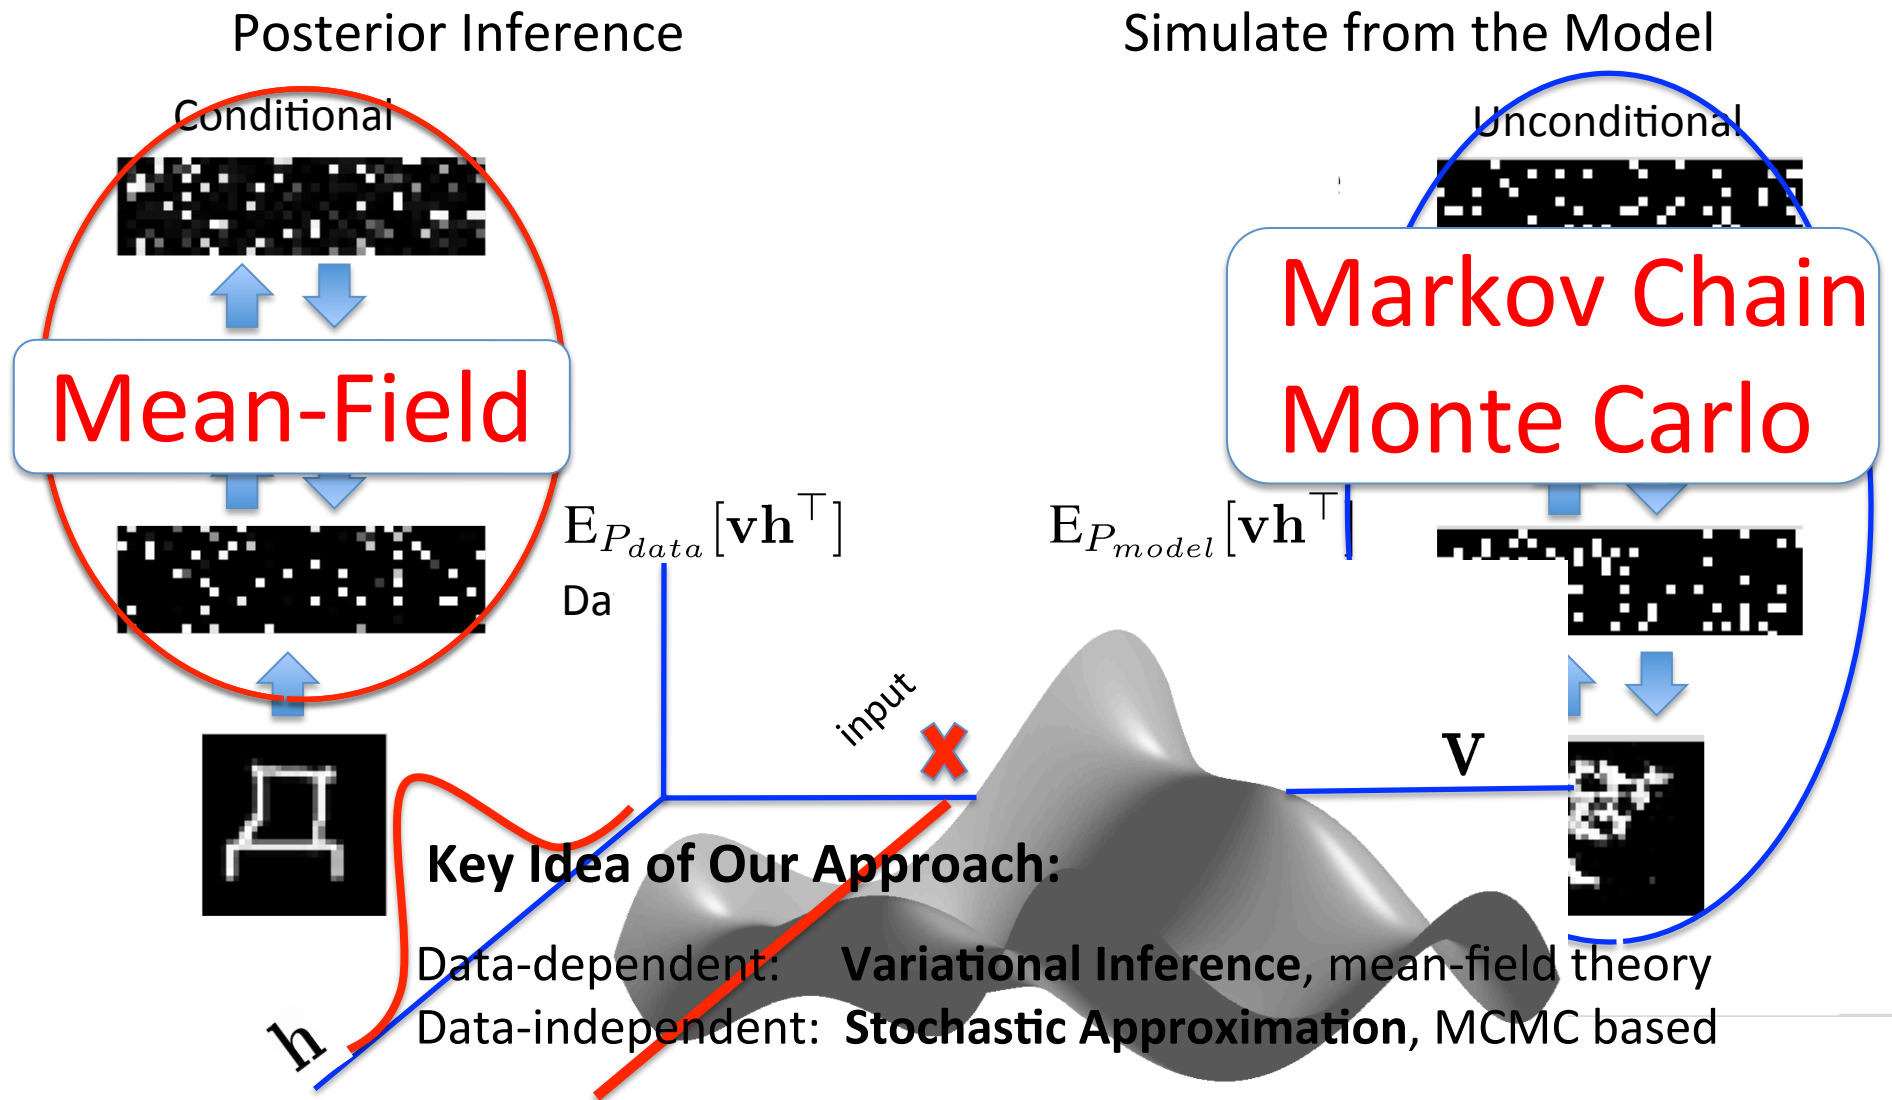 Posterior Inference
Simulate from the Model
Conditional
Unconditional
Mean-Field
Markov Chain
Monte Carlo
E_{P_{data}}[vh^⊤]
E_{P_{model}}[vh^⊤]
Da
input
v
Key Idea of Our Approach:
Data-dependent: Variational Inference, mean-field theory
Data-independent: Stochastic Approximation, MCMC based
h